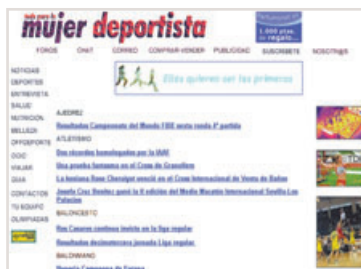 web para la
mujer deportista
1.000 ptas.
de regalo...
FOROS CHAT CORREO COMPRAR-VENDER PUBLICIDAD SUSCRIBETE NOSOTR@S
Ellas quieren ser las primeras
NOTICIAS
DEPORTES
ENTREVISTA
SALUD
NUTRICIÓN
BELLEZA
OFFDEPORTE
OCIO
VIAJAR
GUIA
CONTACTOS
TU EQUIPO
OLIMPIADAS
AJEDREZ
Resultados Campeonato del Mundo FIDE sexta ronda 4ª partida
ATLETISMO
Dos récords homologados por la IAAF
Una prueba humana en el Cross de Granollers
La keniana Rose Cheruiyot venció en el Cross Internacional de Venta de Baños
Josefa Cruz Benítez ganó la II edición del Medio Maratón Internacional Sevilla-Los
Palacios
BALONCESTO
Ros Casares continua invicto en la liga regular
Resultados decimotercera jornada Liga regular
BALONMANO